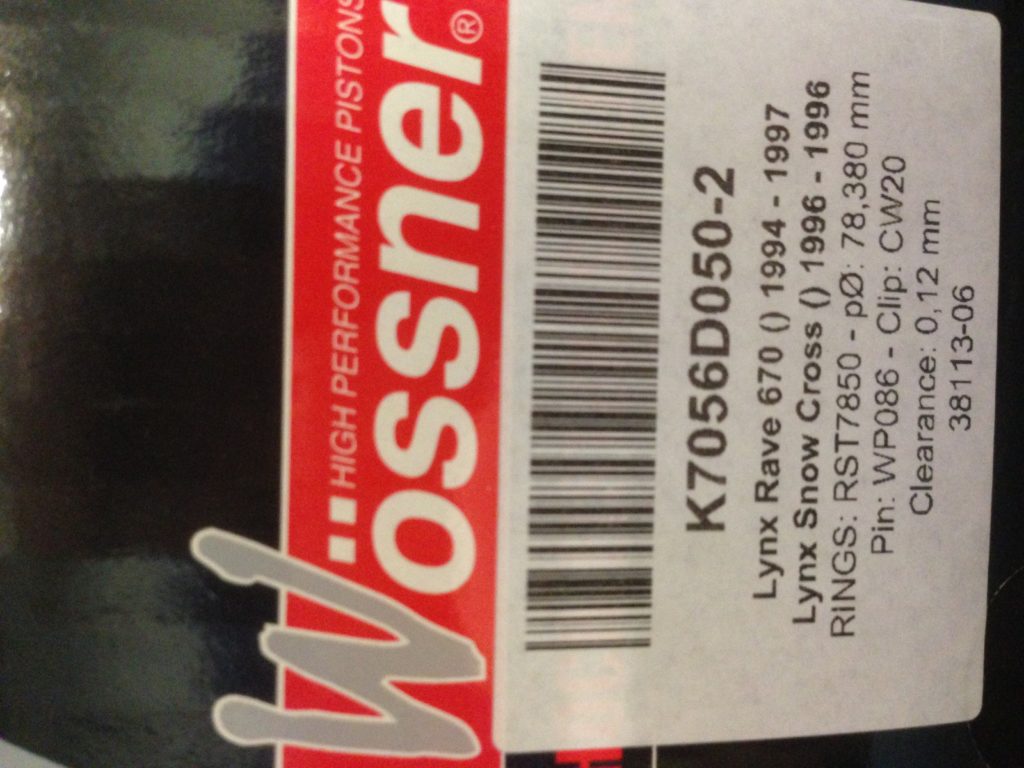 HIGH PERFORMANCE PISTONS
Wossner®
K7056D050-2
Lynx Rave 670 () 1994 - 1997
Lynx Snow Cross () 1996 - 1996
RINGS: RST7850 - pØ: 78,380 mm
Pin: WP086 - Clip: CW20
Clearance: 0,12 mm
38113-06